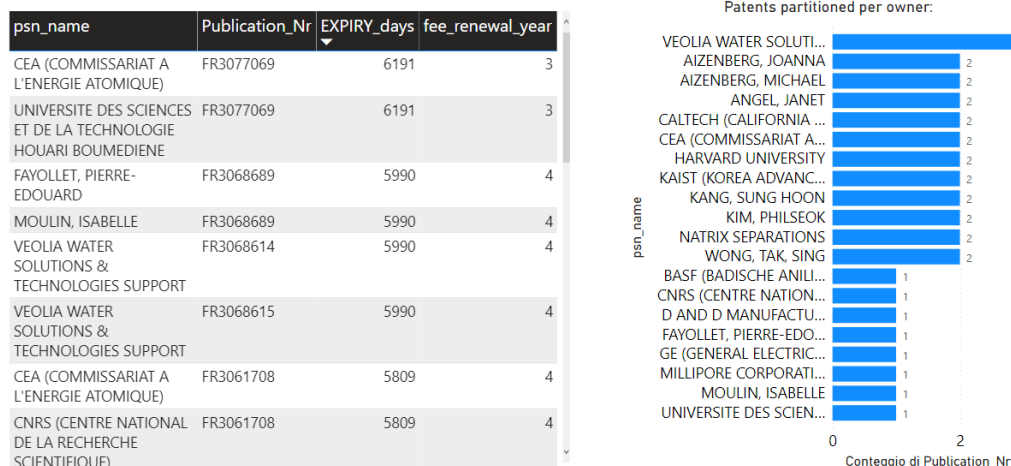 psn_name Publication_Nr EXPIRY_days fee_renewal_year
CEA (COMMISSARIAT A FR3077069 6191 3
L'ENERGIE ATOMIQUE)
UNIVERSITE DES SCIENCES FR3077069 6191 3
ET DE LA TECHNOLOGIE
HOUARI BOUMEDIENE
FAYOLLET, PIERRE- FR3068689 5990 4
EDOUARD
MOULIN, ISABELLE FR3068689 5990 4
VEOLIA WATER FR3068614 5990 4
SOLUTIONS &
TECHNOLOGIES SUPPORT
VEOLIA WATER FR3068615 5990 4
SOLUTIONS &
TECHNOLOGIES SUPPORT
CEA (COMMISSARIAT A FR3061708 5809 4
L'ENERGIE ATOMIQUE)
CNRS (CENTRE NATIONAL FR3061708 5809 4
DE LA RECHERCHE
SCIENTIFIQUE)
Patents partitioned per owner:
psn_name
VEOLIA WATER SOLUTI...
AIZENBERG, JOANNA 2
AIZENBERG, MICHAEL 2
ANGEL, JANET 2
CALTECH (CALIFORNIA ... 2
CEA (COMMISSARIAT A... 2
HARVARD UNIVERSITY 2
KAIST (KOREA ADVANC... 2
KANG, SUNG HOON 2
KIM, PHILSEOK 2
NATRIX SEPARATIONS 2
WONG, TAK, SING 2
BASF (BADISCHE ANILI... 1
CNRS (CENTRE NATION... 1
D AND D MANUFACTU... 1
FAYOLLET, PIERRE-EDO... 1
GE (GENERAL ELECTRIC... 1
MILLIPORE CORPORATI... 1
MOULIN, ISABELLE 1
UNIVERSITE DES SCIEN... 1
0 2
Conteggio di Publication_Nr